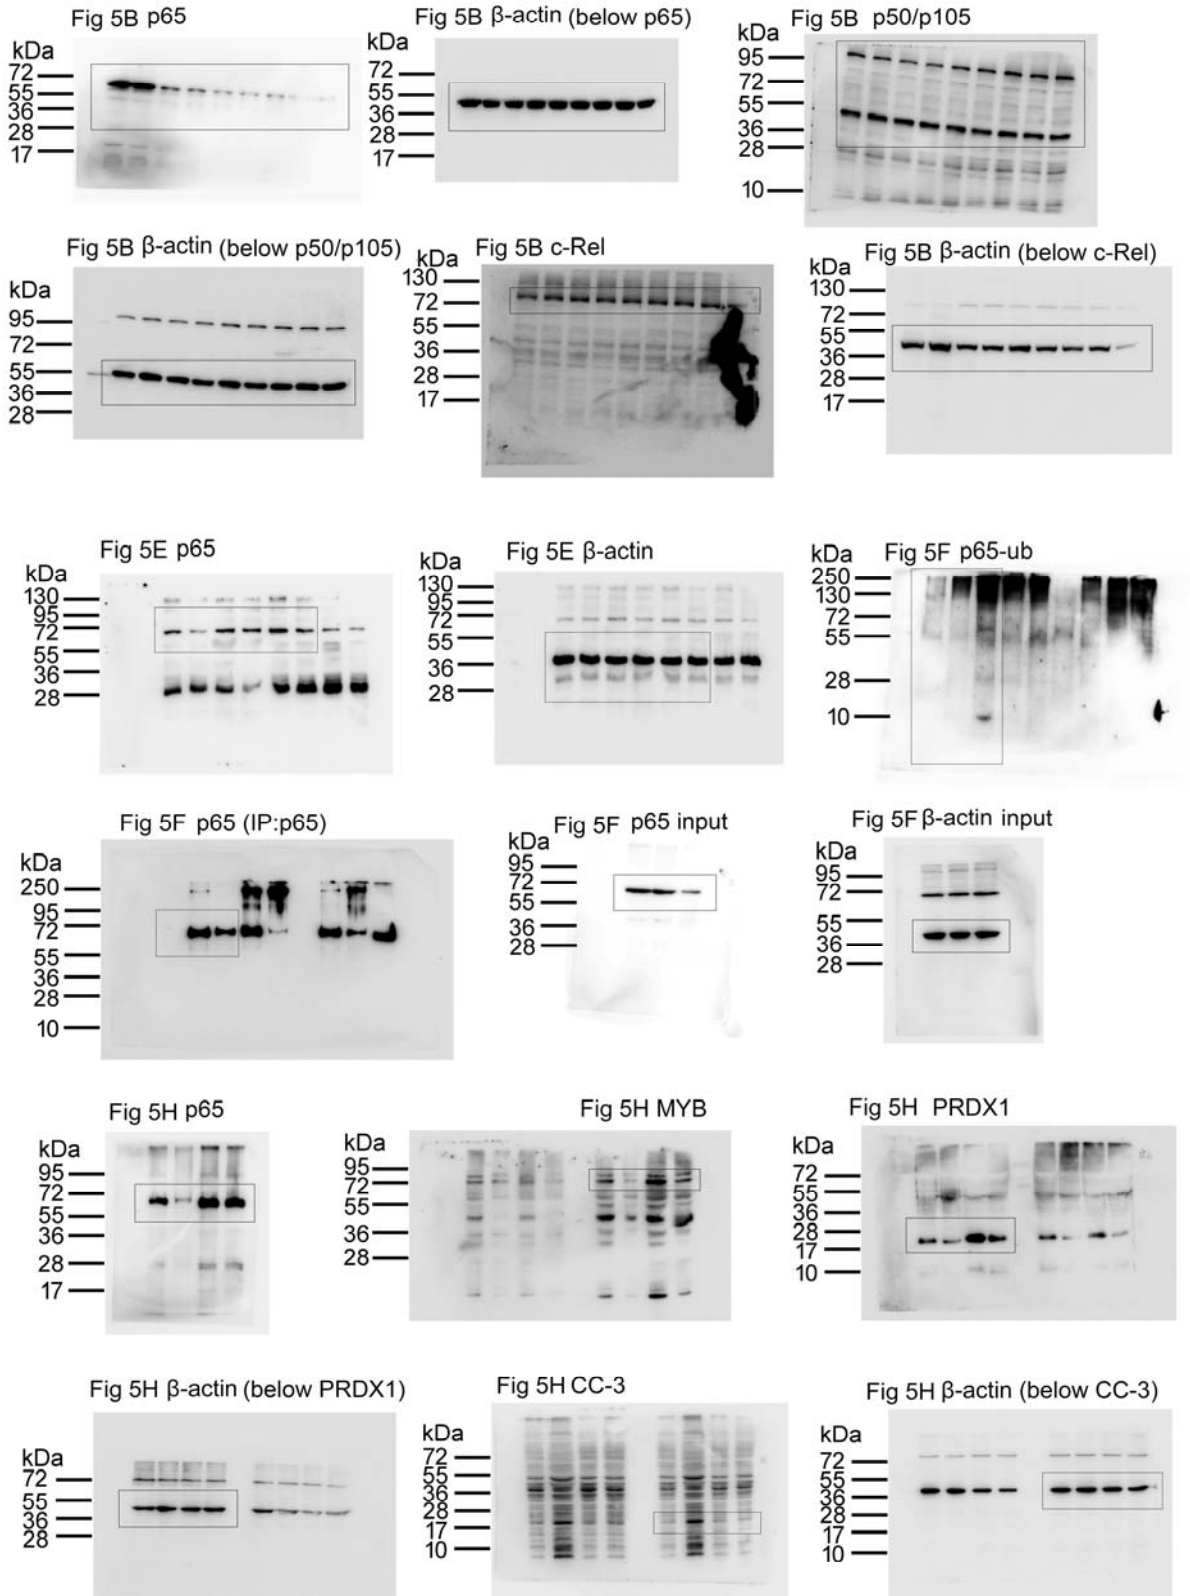 Fig 5B p65
kDa
72
55
36
28
17
Fig 5B β-actin (below p65)
kDa
72
55
36
28
17
Fig 5B p50/p105
kDa
95
72
55
36
28
10
Fig 5B β-actin (below p50/p105)
kDa
95
72
55
36
28
Fig 5B c-Rel
kDa
130
72
55
36
28
17
Fig 5B β-actin (below c-Rel)
kDa
130
72
55
36
28
17
Fig 5E p65
kDa
130
95
72
55
36
28
Fig 5E β-actin
kDa
130
95
72
55
36
28
Fig 5F p65-ub
kDa
250
130
72
55
28
10
Fig 5F p65 (IP:p65)
kDa
250
95
72
55
36
28
10
Fig 5F p65 input
kDa
95
72
55
36
28
Fig 5F β-actin input
kDa
95
72
55
36
28
Fig 5H p65
kDa
95
72
55
36
28
17
Fig 5H MYB
kDa
95
72
55
36
28
Fig 5H PRDX1
kDa
72
55
36
28
17
10
Fig 5H β-actin (below PRDX1)
kDa
72
55
36
28
Fig 5H CC-3
kDa
72
55
36
28
17
10
Fig 5H β-actin (below CC-3)
kDa
72
55
36
28
17
10